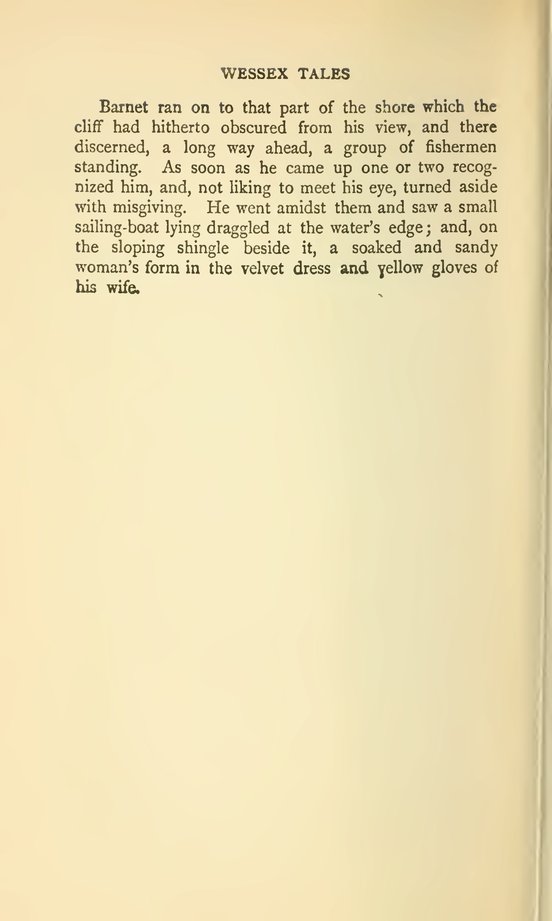 WESSEX TALES
Barnet ran on to that part of the shore which the
cliff had hitherto obscured from his view, and there
discerned, a long way ahead, a group of fishermen
standing. As soon as he came up one or two recog-
nized him, and, not liking to meet his eye, turned aside
with misgiving. He went amidst them and saw a small
sailing-boat lying draggled at the water's edge; and, on
the sloping shingle beside it, a soaked and sandy
woman's form in the velvet dress and yellow gloves of
his wife.